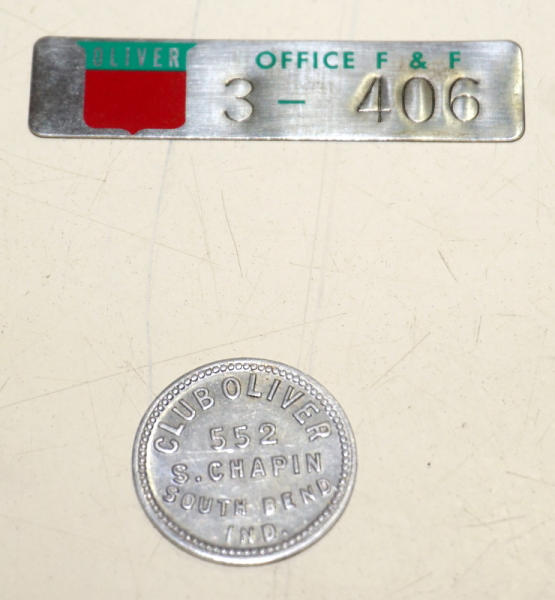 OLIVER
OFFICE F & F
3 - 406
CLUB OLIVER
552
S. CHAPIN
SOUTH BEND
IND.